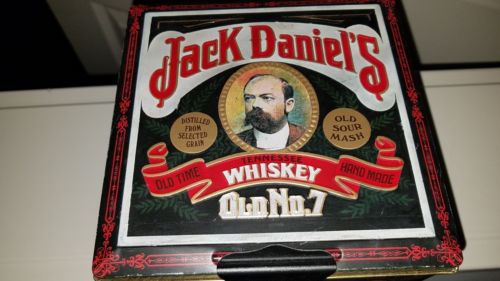 Jack Daniel's
DISTILLED
FROM
SELECTED
GRAIN
OLD
SOUR
MASH
OLD TIME
TENNESSEE
WHISKEY
HAND MADE
OLD No. 7